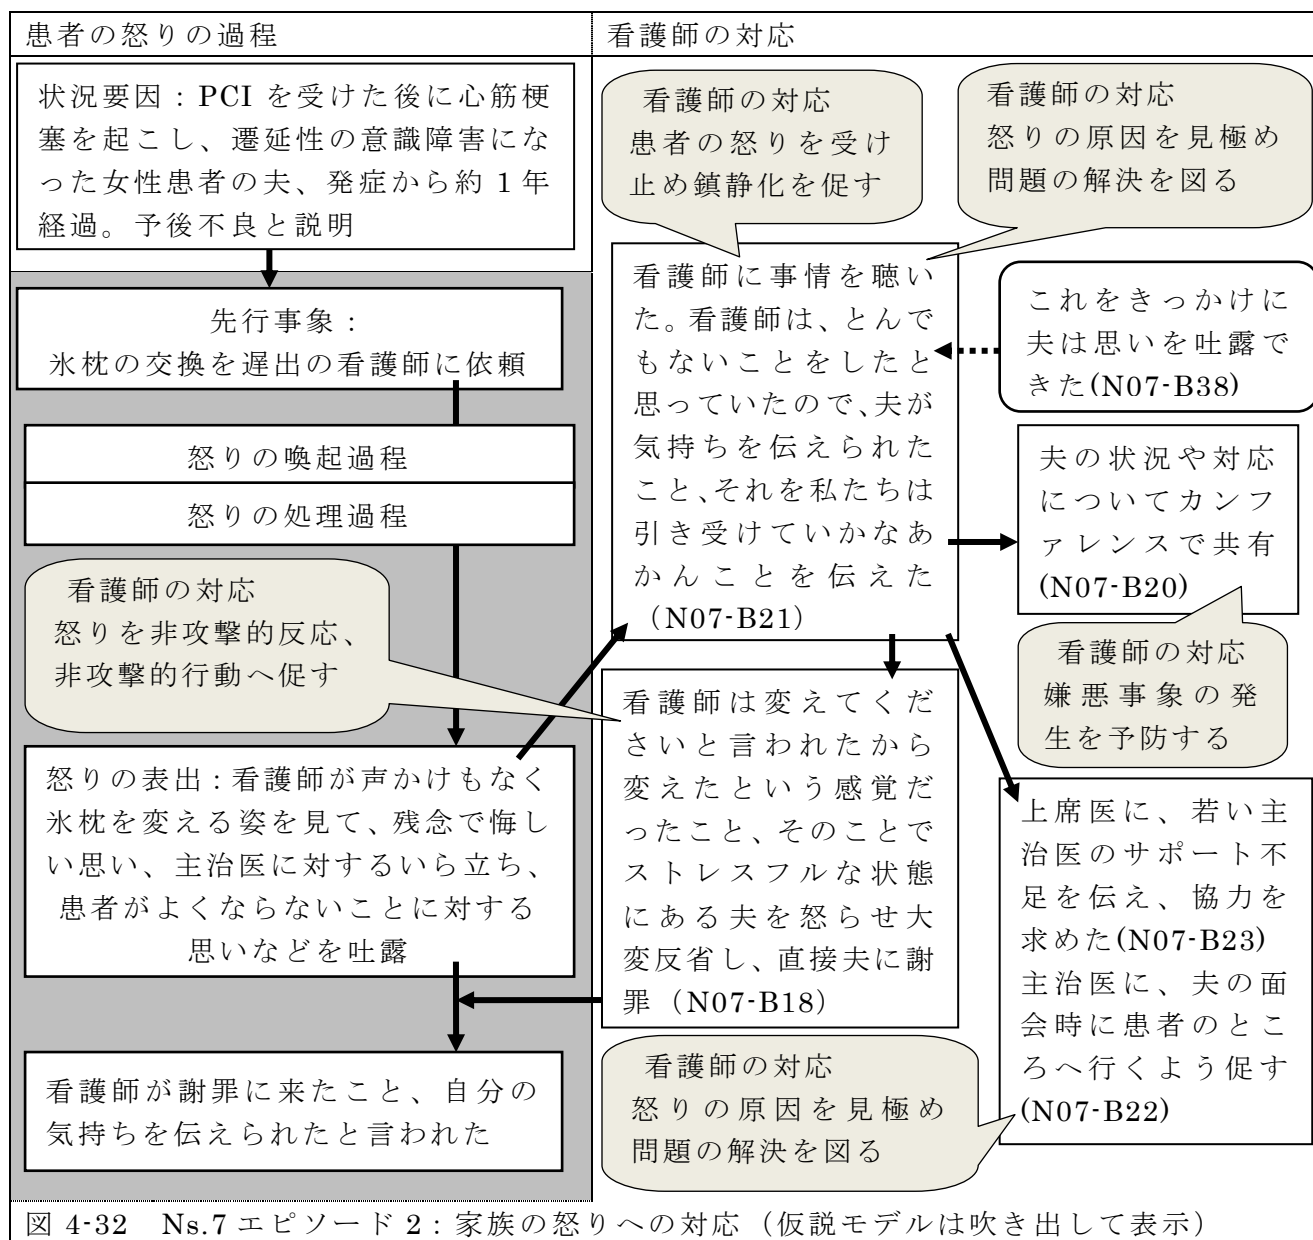 患者の怒りの過程
看護師の対応
状況要因：PCI を受けた後に心筋梗
塞を起こし、遷延性の意識障害にな
った女性患者の夫、発症から約 1 年
経過。予後不良と説明
先行事象：
氷枕の交換を遅出の看護師に依頼
怒りの喚起過程
怒りの処理過程
看護師の対応
怒りを非攻撃的反応、
非攻撃的行動へ促す
怒りの表出：看護師が声かけもなく
氷枕を変える姿を見て、残念で悔し
い思い、主治医に対するいら立ち、
患者がよくならないことに対する
思いなどを吐露
看護師が謝罪に来たこと、自分の
気持ちを伝えられたと言われた
看護師の対応
患者の怒りを受け
止め鎮静化を促す
看護師の対応
怒りの原因を見極め
問題の解決を図る
看護師に事情を聴い
た。看護師は、とんで
もないことをしたと
思っていたので、夫が
気持ちを伝えられた
こと、それを私たちは
引き受けていかなあ
かんことを伝えた
（N07-B21）
これをきっかけに
夫は思いを吐露で
きた(N07-B38)
夫の状況や対応
についてカンフ
ァレンスで共有
(N07-B20)
看護師の対応
嫌悪事象の発
生を予防する
看護師は変えてくだ
さいと言われたから
変えたという感覚だ
ったこと、そのことで
ストレスフルな状態
にある夫を怒らせ大
変反省し、直接夫に謝
罪（N07-B18）
上席医に、若い主
治医のサポート不
足を伝え、協力を
求めた(N07-B23)
主治医に、夫の面
会時に患者のとこ
ろへ行くよう促す
(N07-B22)
看護師の対応
怒りの原因を見極め
問題の解決を図る
図 4-32　Ns.7 エピソード 2：家族の怒りへの対応（仮説モデルは吹き出して表示）